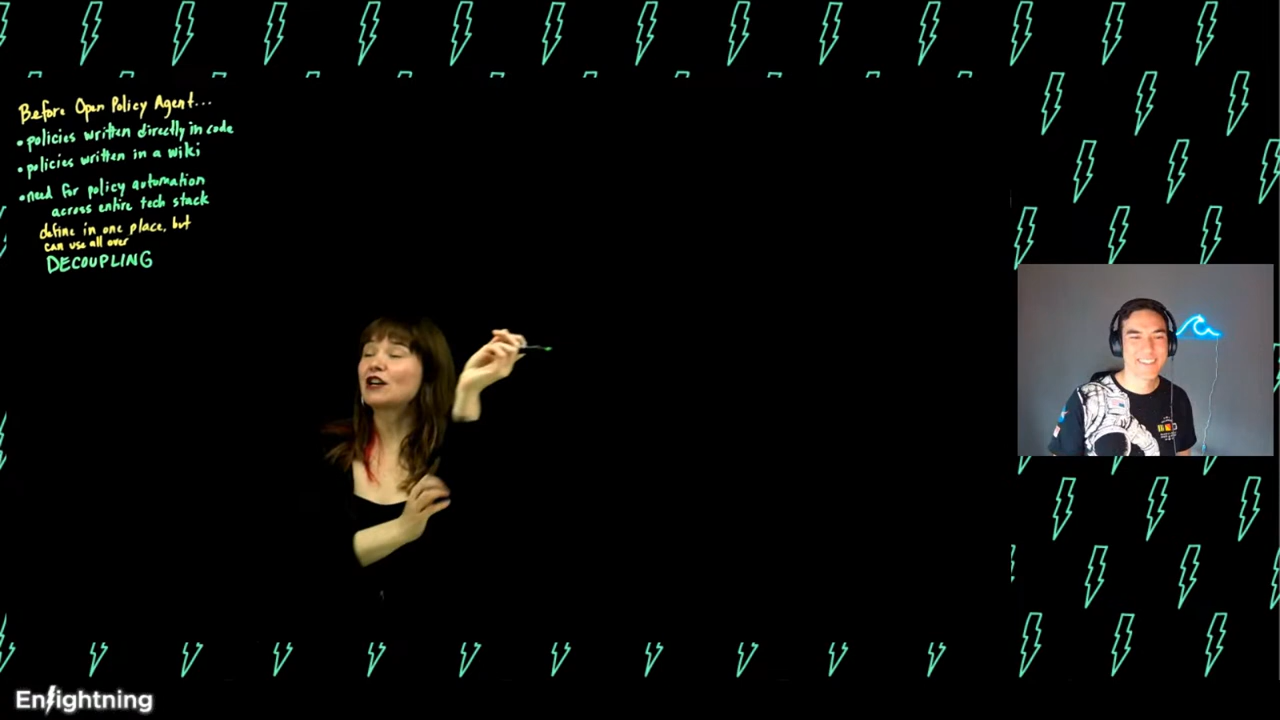 Before Open Policy Agent...
• policies written directly in code
• policies written in a wiki
• need for policy automation
across entire tech stack
define in one place, but
can use all over
DECOUPLING
Enlightning